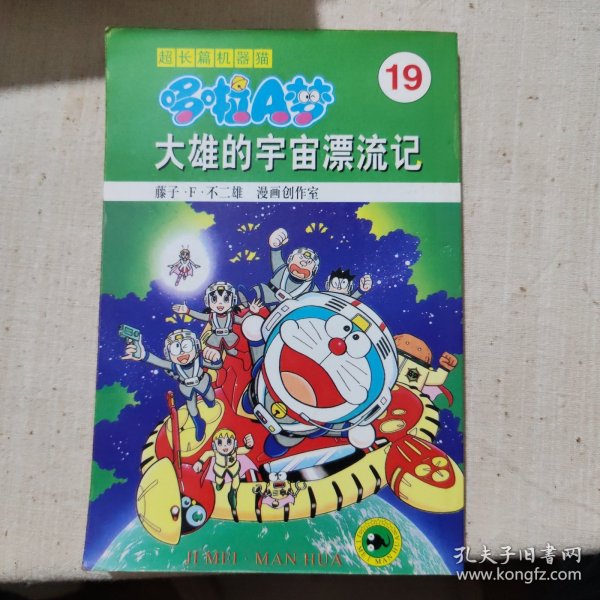 超长篇机器猫
哆啦A梦
19
大雄的宇宙漂流记
藤子·F·不二雄 漫画创作室
JI MEI · MAN HUA
孔夫子旧书网
www.kongfz.com